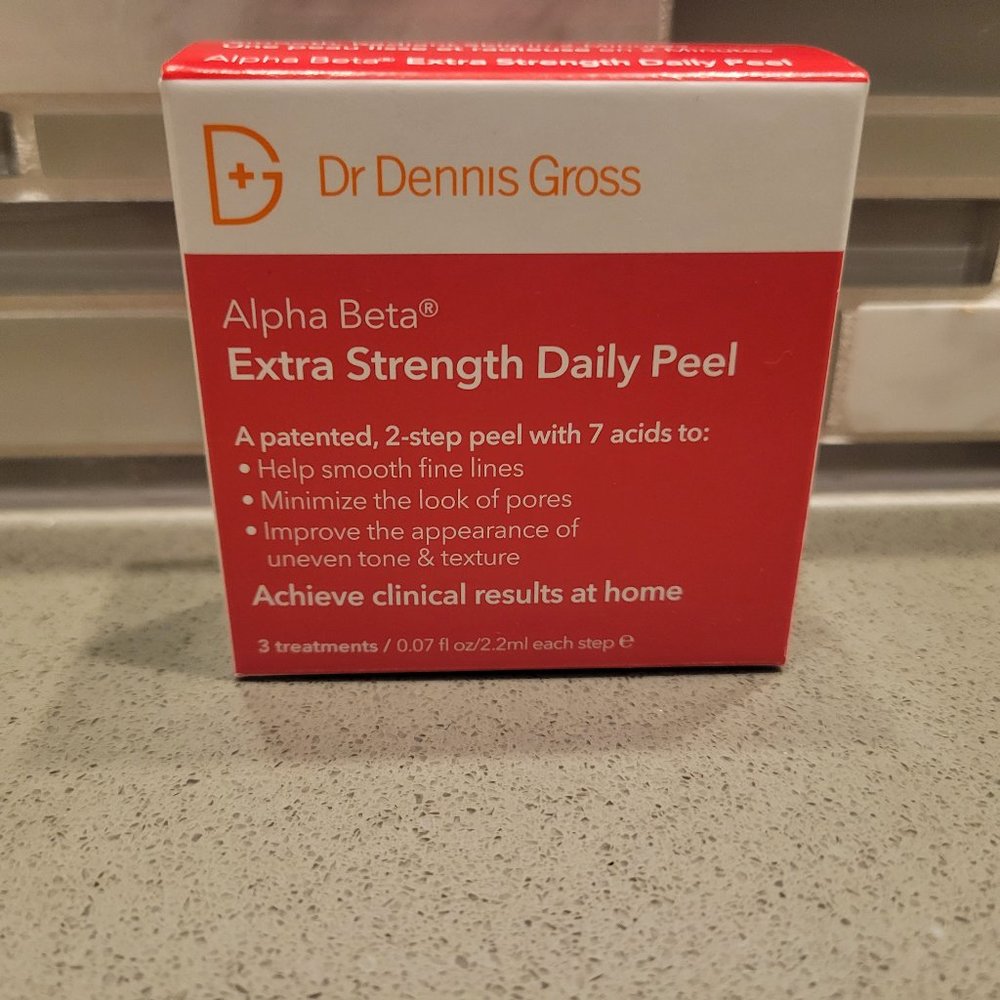 Alpha Beta® Extra Strength Daily Peel
Dr Dennis Gross
Alpha Beta®
Extra Strength Daily Peel
A patented, 2-step peel with 7 acids to:
• Help smooth fine lines
• Minimize the look of pores
• Improve the appearance of
uneven tone & texture
Achieve clinical results at home
3 treatments / 0.07 fl oz/2.2ml each step ℮